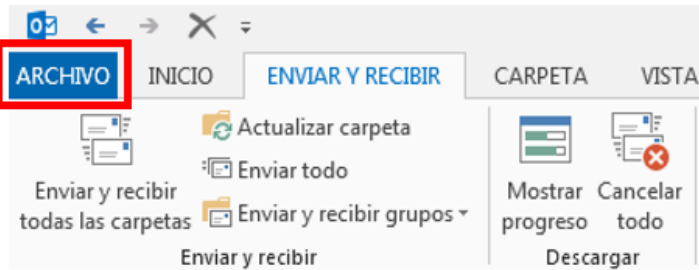 ARCHIVO INICIO ENVIAR Y RECIBIR CARPETA VISTA
Enviar y recibir
todas las carpetas
Actualizar carpeta
Enviar todo
Enviar y recibir grupos
Enviar y recibir
Mostrar
progreso
Cancelar
todo
Descargar